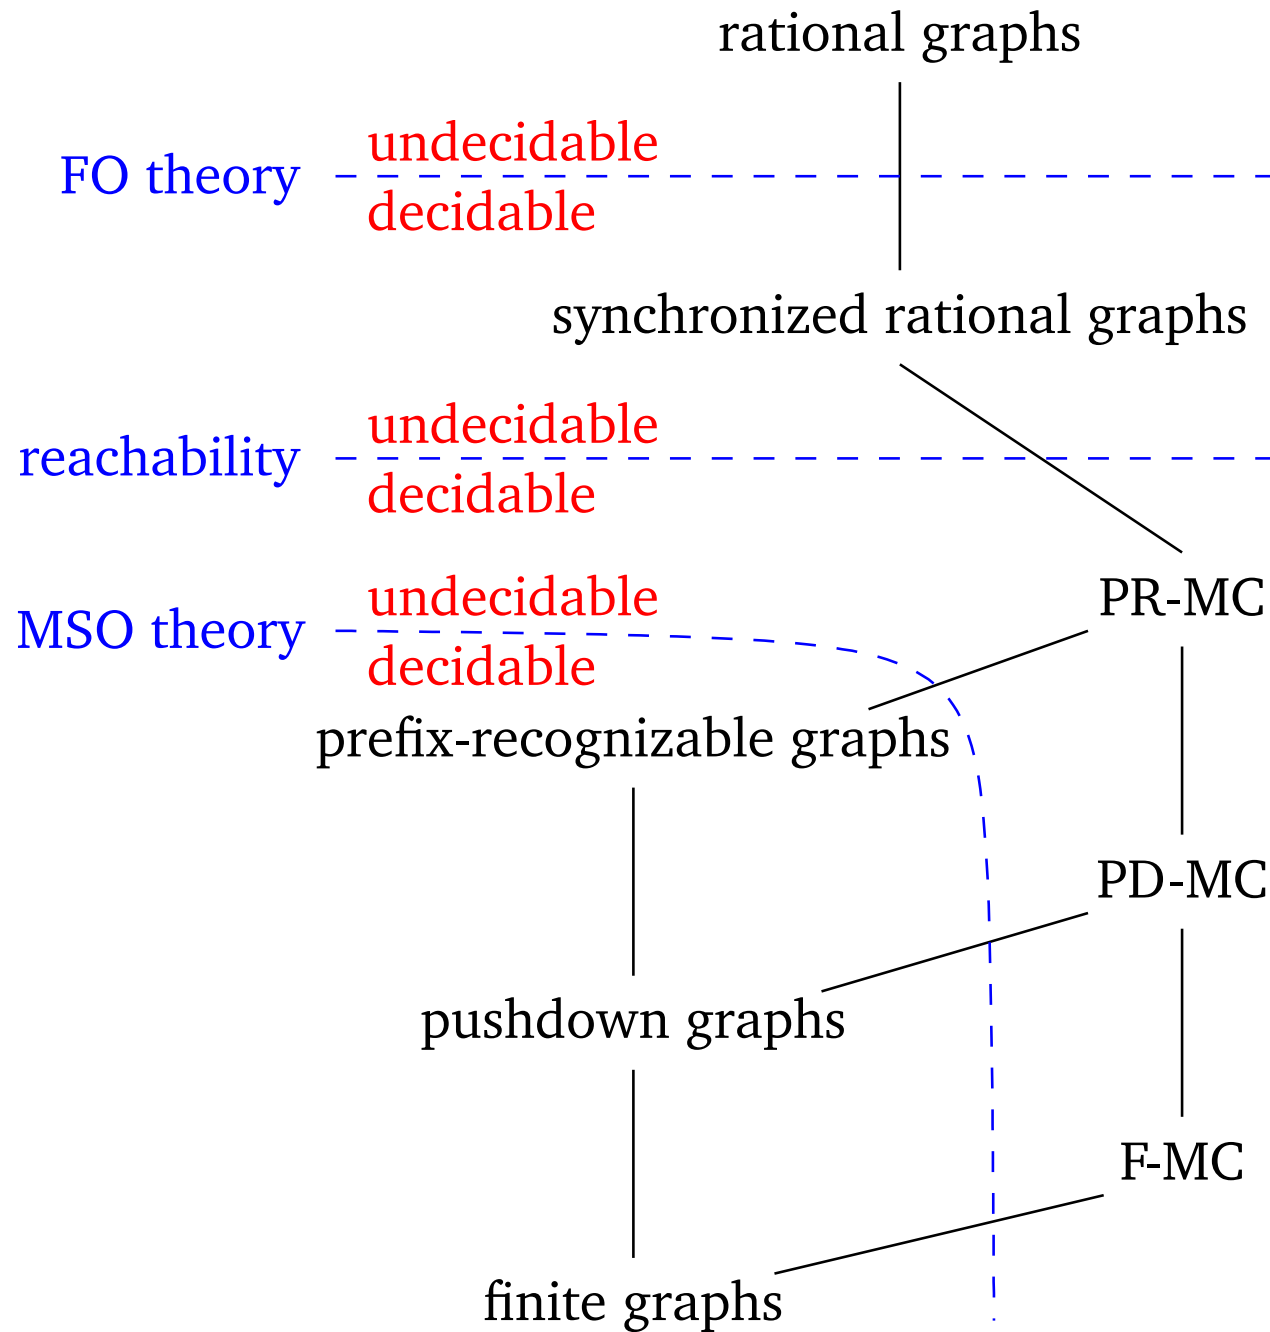 rational graphs
undecidable
FO theory
decidable
synchronized rational graphs
undecidable
reachability
decidable
undecidable
PR-MC
MSO theory
decidable
prefix-recognizable graphs
PD-MC
pushdown graphs
F-MC
finite graphs